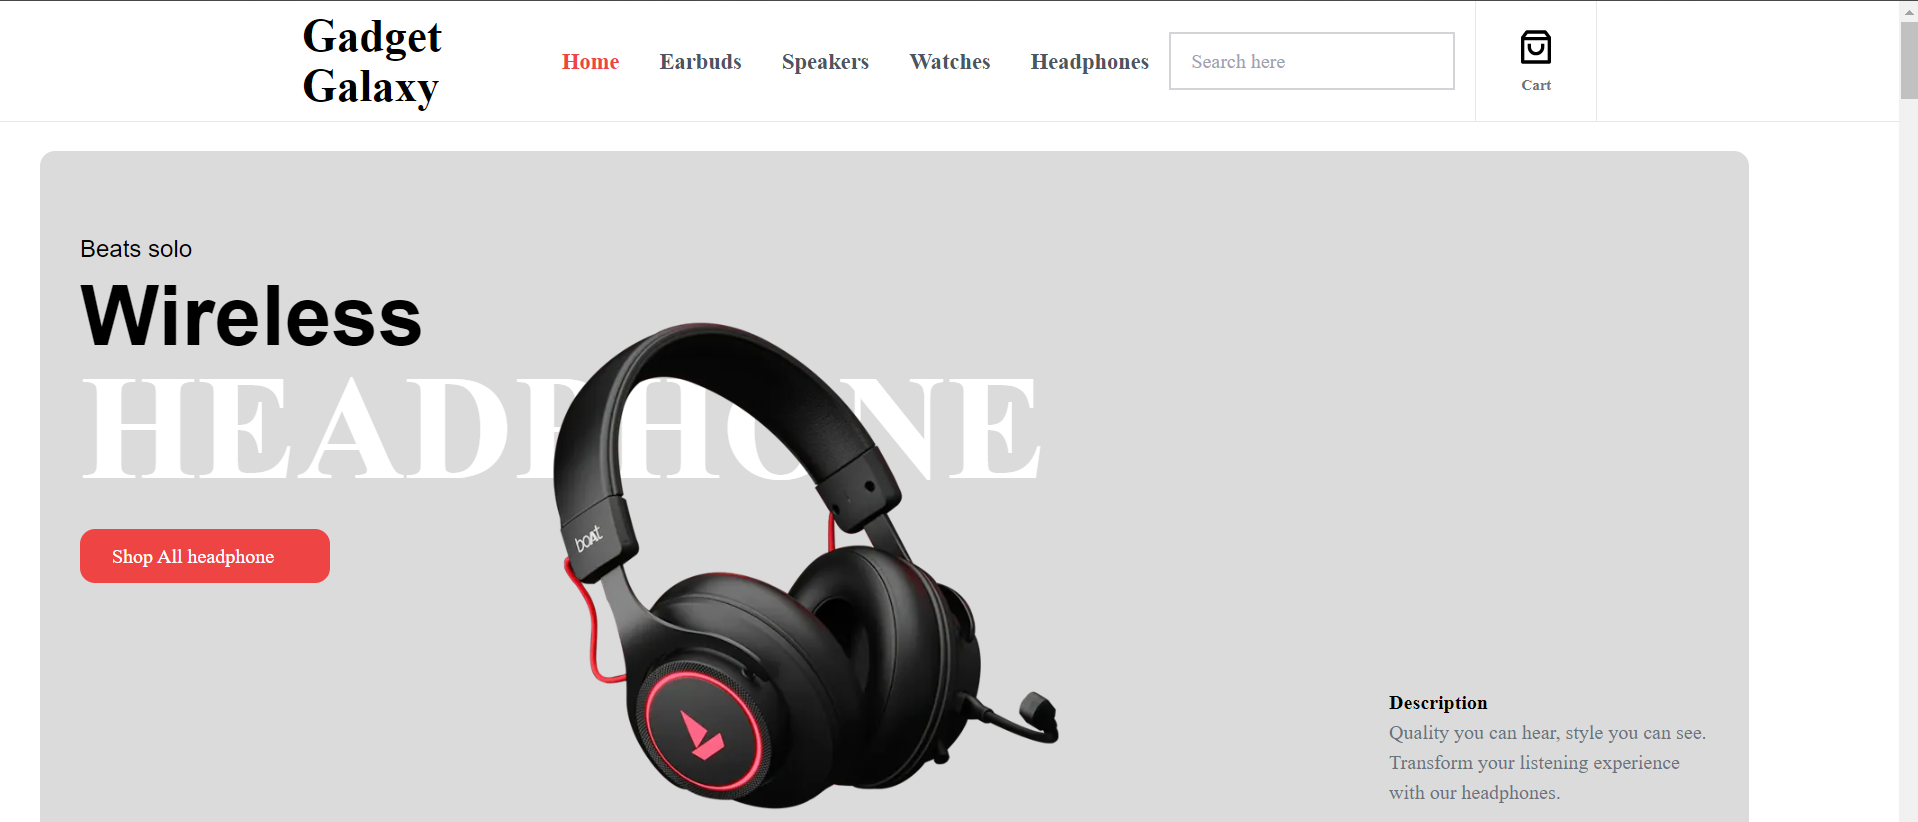 Gadget
Galaxy
Home
Earbuds
Speakers
Watches
Headphones
Search here
Cart
Beats solo
Wireless
HEADPHONE
boAt
Shop All headphone
Description
Quality you can hear, style you can see.
Transform your listening experience
with our headphones.